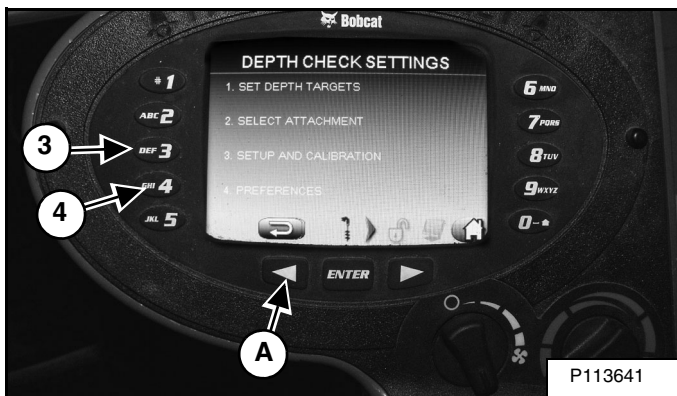 Bobcat
DEPTH CHECK SETTINGS
1. SET DEPTH TARGETS
2. SELECT ATTACHMENT
3. SETUP AND CALIBRATION
4. PREFERENCES
* 1
ABC 2
DEF 3
GHI 4
JKL 5
6 MNO
7 PQRS
8 TUV
9 WXYZ
0-
ENTER
3
4
A
P113641